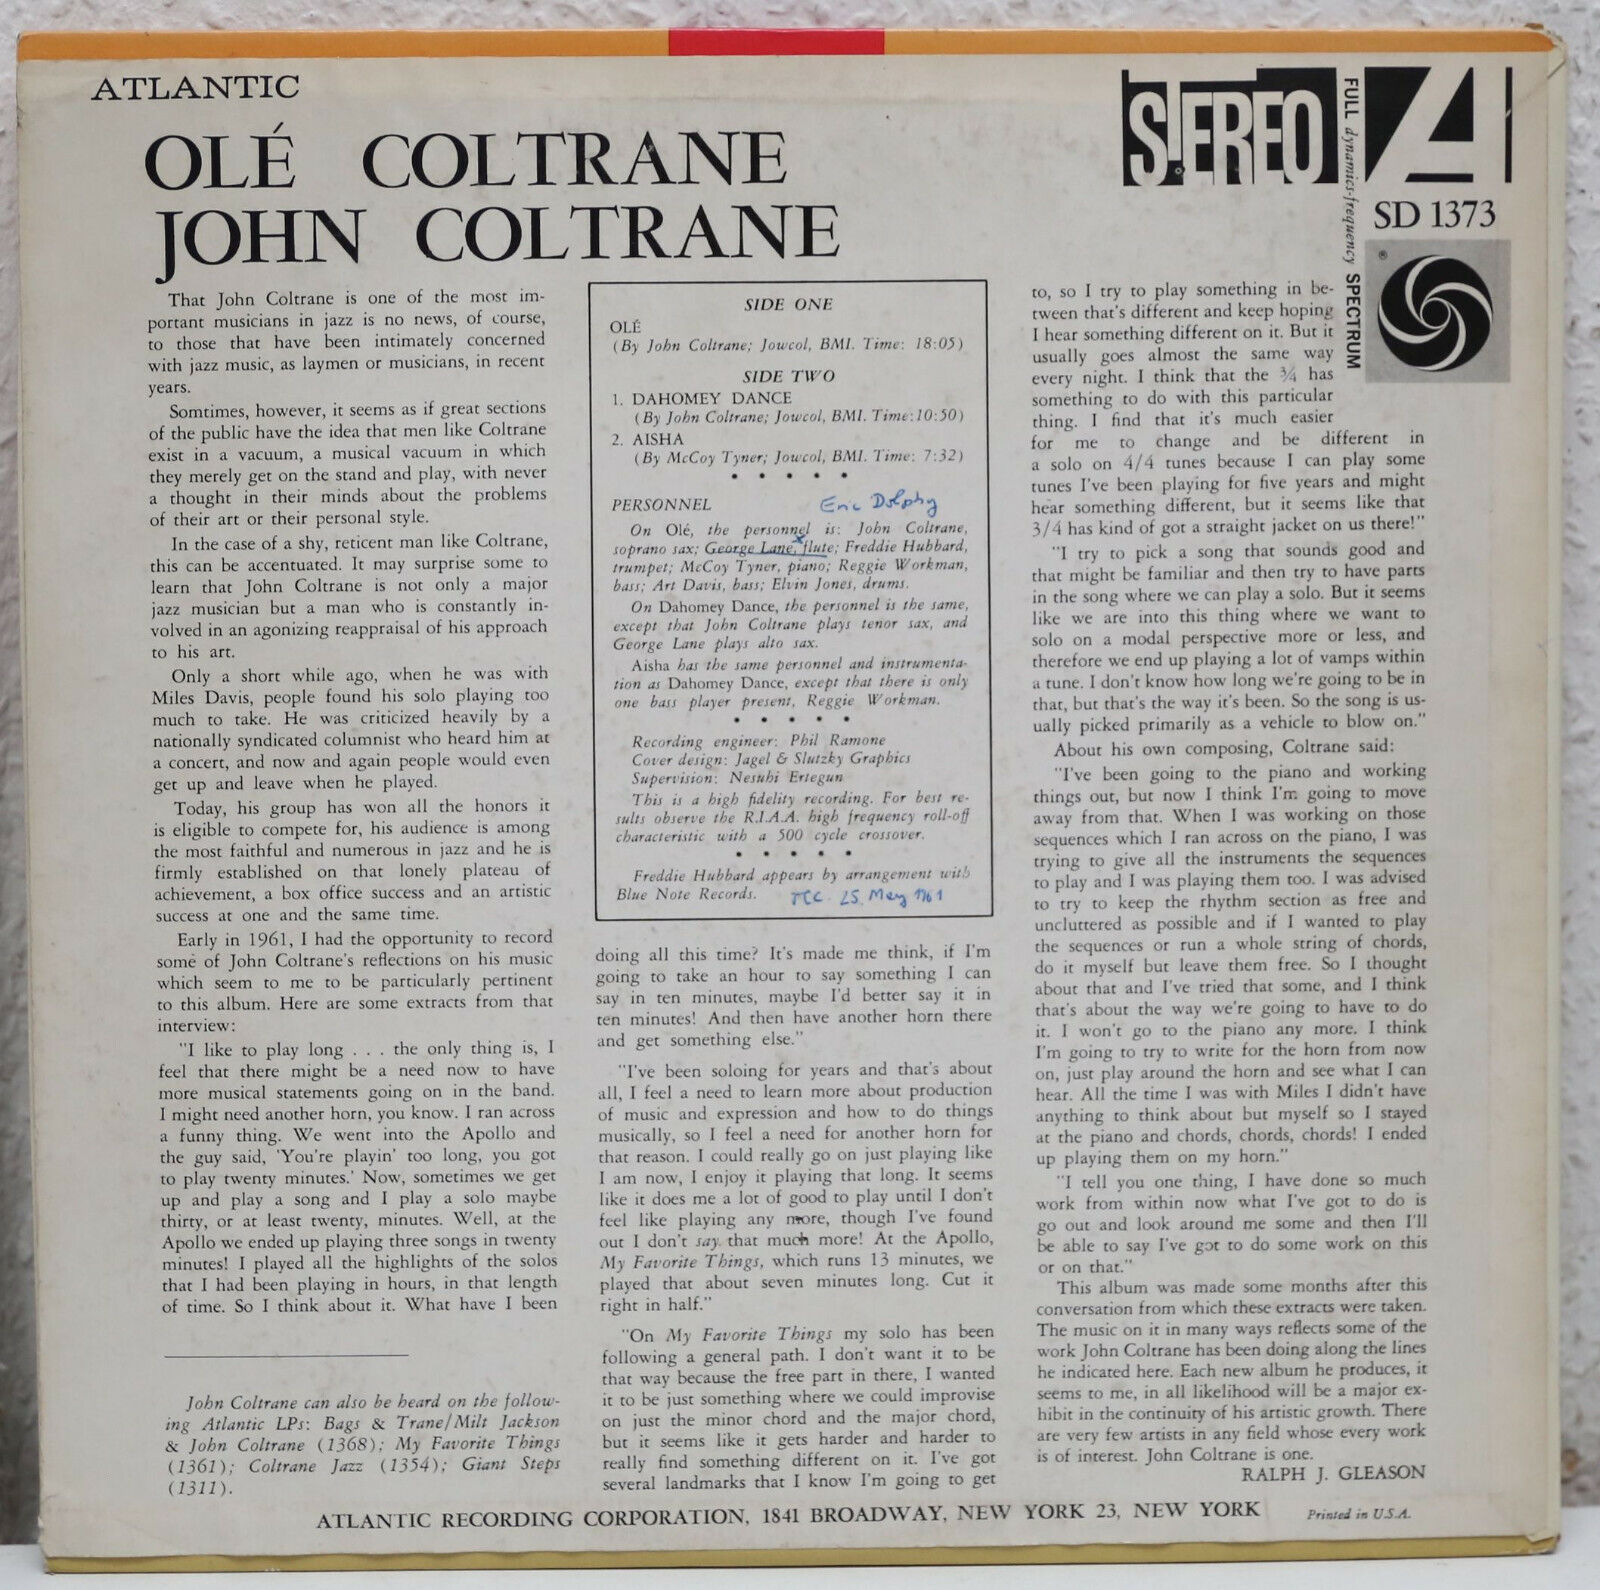 ATLANTIC
OLÉ COLTRANE
JOHN COLTRANE
STEREO
FULL dynamics-frequency SPECTRUM
A
SD 1373
®
That John Coltrane is one of the most im-
portant musicians in jazz is no news, of course,
to those that have been intimately concerned
with jazz music, as laymen or musicians, in recent
years.
Somtimes, however, it seems as if great sections
of the public have the idea that men like Coltrane
exist in a vacuum, a musical vacuum in which
they merely get on the stand and play, with never
a thought in their minds about the problems
of their art or their personal style.
In the case of a shy, reticent man like Coltrane,
this can be accentuated. It may surprise some to
learn that John Coltrane is not only a major
jazz musician but a man who is constantly in-
volved in an agonizing reappraisal of his approach
to his art.
Only a short while ago, when he was with
Miles Davis, people found his solo playing too
much to take. He was criticized heavily by a
nationally syndicated columnist who heard him at
a concert, and now and again people would even
get up and leave when he played.
Today, his group has won all the honors it
is eligible to compete for, his audience is among
the most faithful and numerous in jazz and he is
firmly established on that lonely plateau of
achievement, a box office success and an artistic
success at one and the same time.
Early in 1961, I had the opportunity to record
some of John Coltrane's reflections on his music
which seem to me to be particularly pertinent
to this album. Here are some extracts from that
interview:
"I like to play long . . . the only thing is, I
feel that there might be a need now to have
more musical statements going on in the band.
I might need another horn, you know. I ran across
a funny thing. We went into the Apollo and
the guy said, 'You're playin' too long, you got
to play twenty minutes.' Now, sometimes we get
up and play a song and I play a solo maybe
thirty, or at least twenty, minutes. Well, at the
Apollo we ended up playing three songs in twenty
minutes! I played all the highlights of the solos
that I had been playing in hours, in that length
of time. So I think about it. What have I been
John Coltrane can also be heard on the follow-
ing Atlantic LPs: Bags & Trane/Milt Jackson
& John Coltrane (1368); My Favorite Things
(1361); Coltrane Jazz (1354); Giant Steps
(1311).
SIDE ONE
OLÉ
(By John Coltrane; Jowcol, BMI. Time: 18:05)
SIDE TWO
1. DAHOMEY DANCE
(By John Coltrane; Jowcol, BMI. Time:10:50)
2. AISHA
(By McCoy Tyner; Jowcol, BMI. Time: 7:32)
PERSONNEL Eric Dolphy
On Olé, the personnel is: John Coltrane,
soprano sax; George Lane, flute; Freddie Hubbard,
trumpet; McCoy Tyner, piano; Reggie Workman,
bass; Art Davis, bass; Elvin Jones, drums.
On Dahomey Dance, the personnel is the same,
except that John Coltrane plays tenor sax, and
George Lane plays alto sax.
Aisha has the same personnel and instrumenta-
tion as Dahomey Dance, except that there is only
one bass player present, Reggie Workman.
Recording engineer: Phil Ramone
Cover design: Jagel & Slutzky Graphics
Supervision: Nesuhi Ertegun
This is a high fidelity recording. For best re-
sults observe the R.I.A.A. high frequency roll-off
characteristic with a 500 cycle crossover.
Freddie Hubbard appears by arrangement with
Blue Note Records. 25 May 1961
doing all this time? It's made me think, if I'm
going to take an hour to say something I can
say in ten minutes, maybe I'd better say it in
ten minutes! And then have another horn there
and get something else."
"I've been soloing for years and that's about
all, I feel a need to learn more about production
of music and expression and how to do things
musically, so I feel a need for another horn for
that reason. I could really go on just playing like
I am now, I enjoy it playing that long. It seems
like it does me a lot of good to play until I don't
feel like playing any more, though I've found
out I don't say that much more! At the Apollo,
My Favorite Things, which runs 13 minutes, we
played that about seven minutes long. Cut it
right in half."
"On My Favorite Things my solo has been
following a general path. I don't want it to be
that way because the free part in there, I wanted
it to be just something where we could improvise
on just the minor chord and the major chord,
but it seems like it gets harder and harder to
really find something different on it. I've got
several landmarks that I know I'm going to get
to, so I try to play something in be-
tween that's different and keep hoping
I hear something different on it. But it
usually goes almost the same way
every night. I think that the ¾ has
something to do with this particular
thing. I find that it's much easier
for me to change and be different in
a solo on 4/4 tunes because I can play some
tunes I've been playing for five years and might
hear something different, but it seems like that
3/4 has kind of got a straight jacket on us there!"
"I try to pick a song that sounds good and
that might be familiar and then try to have parts
in the song where we can play a solo. But it seems
like we are into this thing where we want to
solo on a modal perspective more or less, and
therefore we end up playing a lot of vamps within
a tune. I don't know how long we're going to be in
that, but that's the way it's been. So the song is us-
ually picked primarily as a vehicle to blow on."
About his own composing, Coltrane said:
"I've been going to the piano and working
things out, but now I think I'm going to move
away from that. When I was working on those
sequences which I ran across on the piano, I was
trying to give all the instruments the sequences
to play and I was playing them too. I was advised
to try to keep the rhythm section as free and
uncluttered as possible and if I wanted to play
the sequences or run a whole string of chords,
do it myself but leave them free. So I thought
about that and I've tried that some, and I think
that's about the way we're going to have to do
it. I won't go to the piano any more. I think
I'm going to try to write for the horn from now
on, just play around the horn and see what I can
hear. All the time I was with Miles I didn't have
anything to think about but myself so I stayed
at the piano and chords, chords, chords! I ended
up playing them on my horn."
"I tell you one thing, I have done so much
work from within now what I've got to do is
go out and look around me some and then I'll
be able to say I've got to do some work on this
or on that."
This album was made some months after this
conversation from which these extracts were taken.
The music on it in many ways reflects some of the
work John Coltrane has been doing along the lines
he indicated here. Each new album he produces, it
seems to me, in all likelihood will be a major ex-
hibit in the continuity of his artistic growth. There
are very few artists in any field whose every work
is of interest. John Coltrane is one.
RALPH J. GLEASON
ATLANTIC RECORDING CORPORATION, 1841 BROADWAY, NEW YORK 23, NEW YORK Printed in U.S.A.